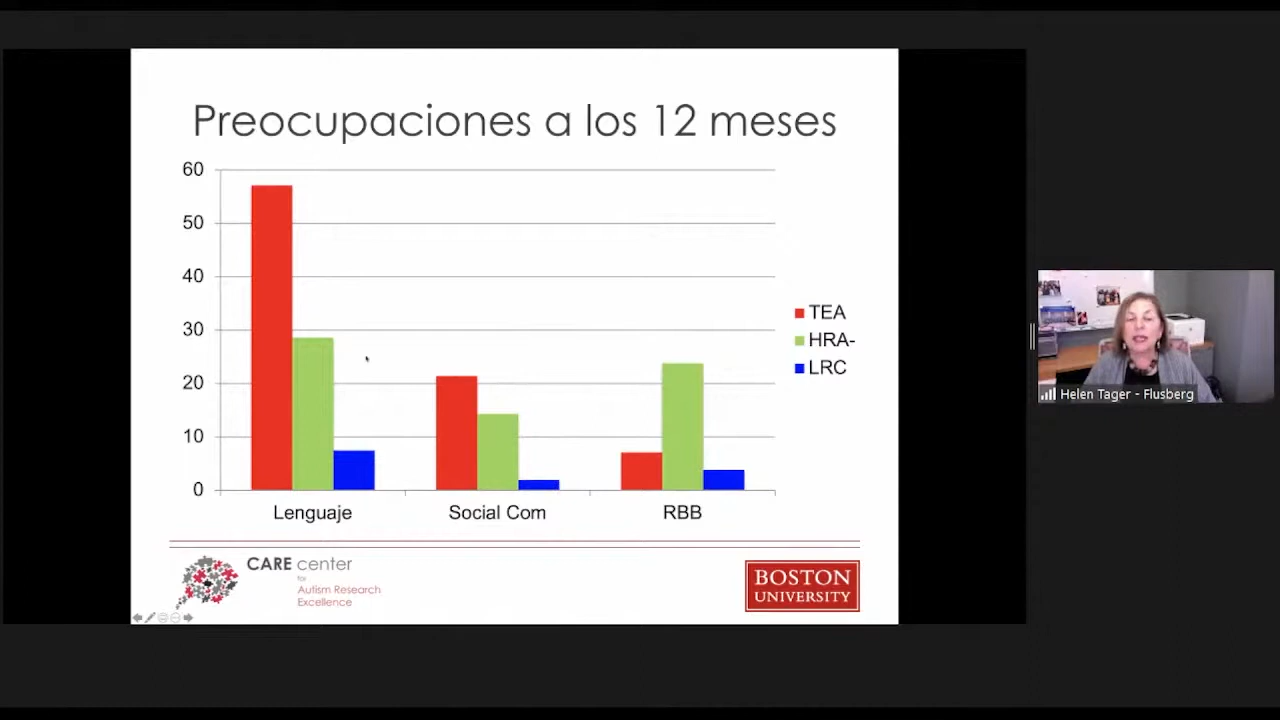 Preocupaciones a los 12 meses
60
50
40
30
20
10
0
Lenguaje
Social Com
RBB
TEA
HRA-
LRC
CARE center
for
Autism Research
Excellence
BOSTON
UNIVERSITY
Helen Tager - Flusberg